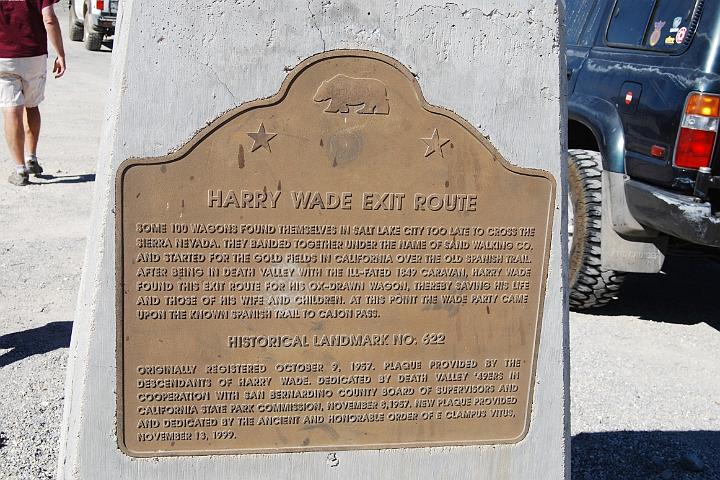 HARRY WADE EXIT ROUTE
SOME 100 WAGONS FOUND THEMSELVES IN SALT LAKE CITY TOO LATE TO CROSS THE
SIERRA NEVADA. THEY BANDED TOGETHER UNDER THE NAME OF SAND WALKING CO.
AND STARTED FOR THE GOLD FIELDS IN CALIFORNIA OVER THE OLD SPANISH TRAIL.
AFTER BEING IN DEATH VALLEY WITH THE ILL-FATED 1849 CARAVAN, HARRY WADE
FOUND THIS EXIT ROUTE FOR HIS OX-DRAWN WAGON, THEREBY SAVING HIS LIFE
AND THOSE OF HIS WIFE AND CHILDREN. AT THIS POINT THE WADE PARTY CAME
UPON THE KNOWN SPANISH TRAIL TO CAJON PASS.
HISTORICAL LANDMARK NO. 622
ORIGINALLY REGISTERED OCTOBER 9, 1957. PLAQUE PROVIDED BY THE
DESCENDANTS OF HARRY WADE. DEDICATED BY DEATH VALLEY '49ERS IN
COOPERATION WITH SAN BERNARDINO COUNTY BOARD OF SUPERVISORS AND
CALIFORNIA STATE PARK COMMISSION, NOVEMBER 8,1957. NEW PLAQUE PROVIDED
AND DEDICATED BY THE ANCIENT AND HONORABLE ORDER OF E CLAMPUS VITUS,
NOVEMBER 13, 1999.